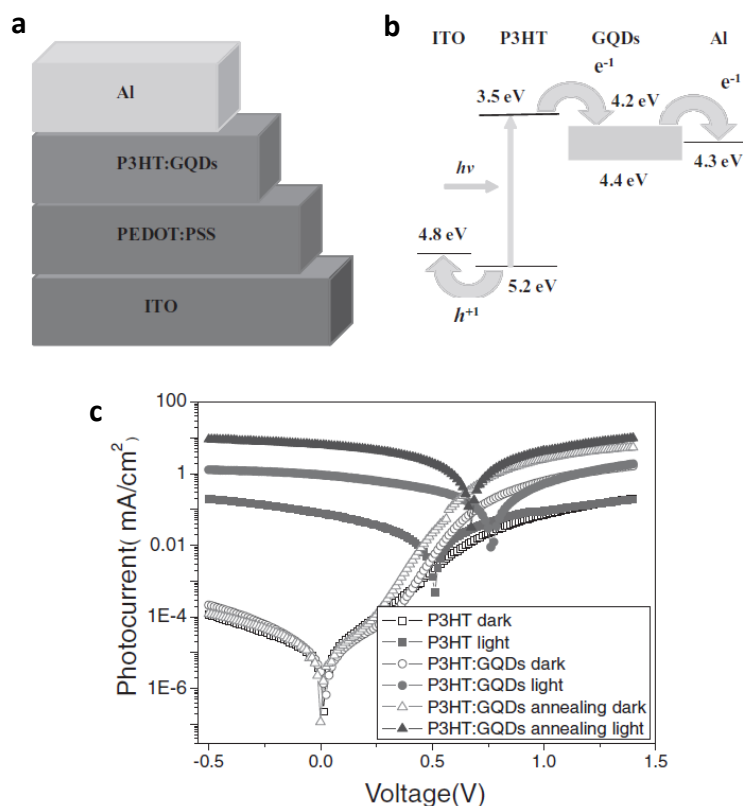 a
Al
P3HT:GQDs
PEDOT:PSS
ITO
b
ITO P3HT GQDs Al
e-1
e-1
3.5 eV
4.2 eV
4.3 eV
hν
4.4 eV
4.8 eV
5.2 eV
h+1
c
100
1
0.01
1E-4
1E-6
Photocurrent( mA/cm2)
P3HT dark
P3HT light
P3HT:GQDs dark
P3HT:GQDs light
P3HT:GQDs annealing dark
P3HT:GQDs annealing light
-0.5 0.0 0.5 1.0 1.5
Voltage(V)